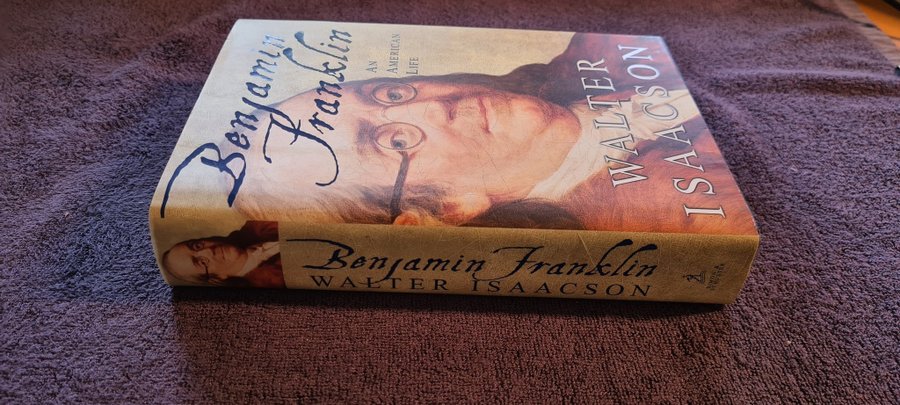 Benjamin
Franklin
AN
AMERICAN
LIFE
WALTER
ISAACSON
Benjamin Franklin
WALTER ISAACSON